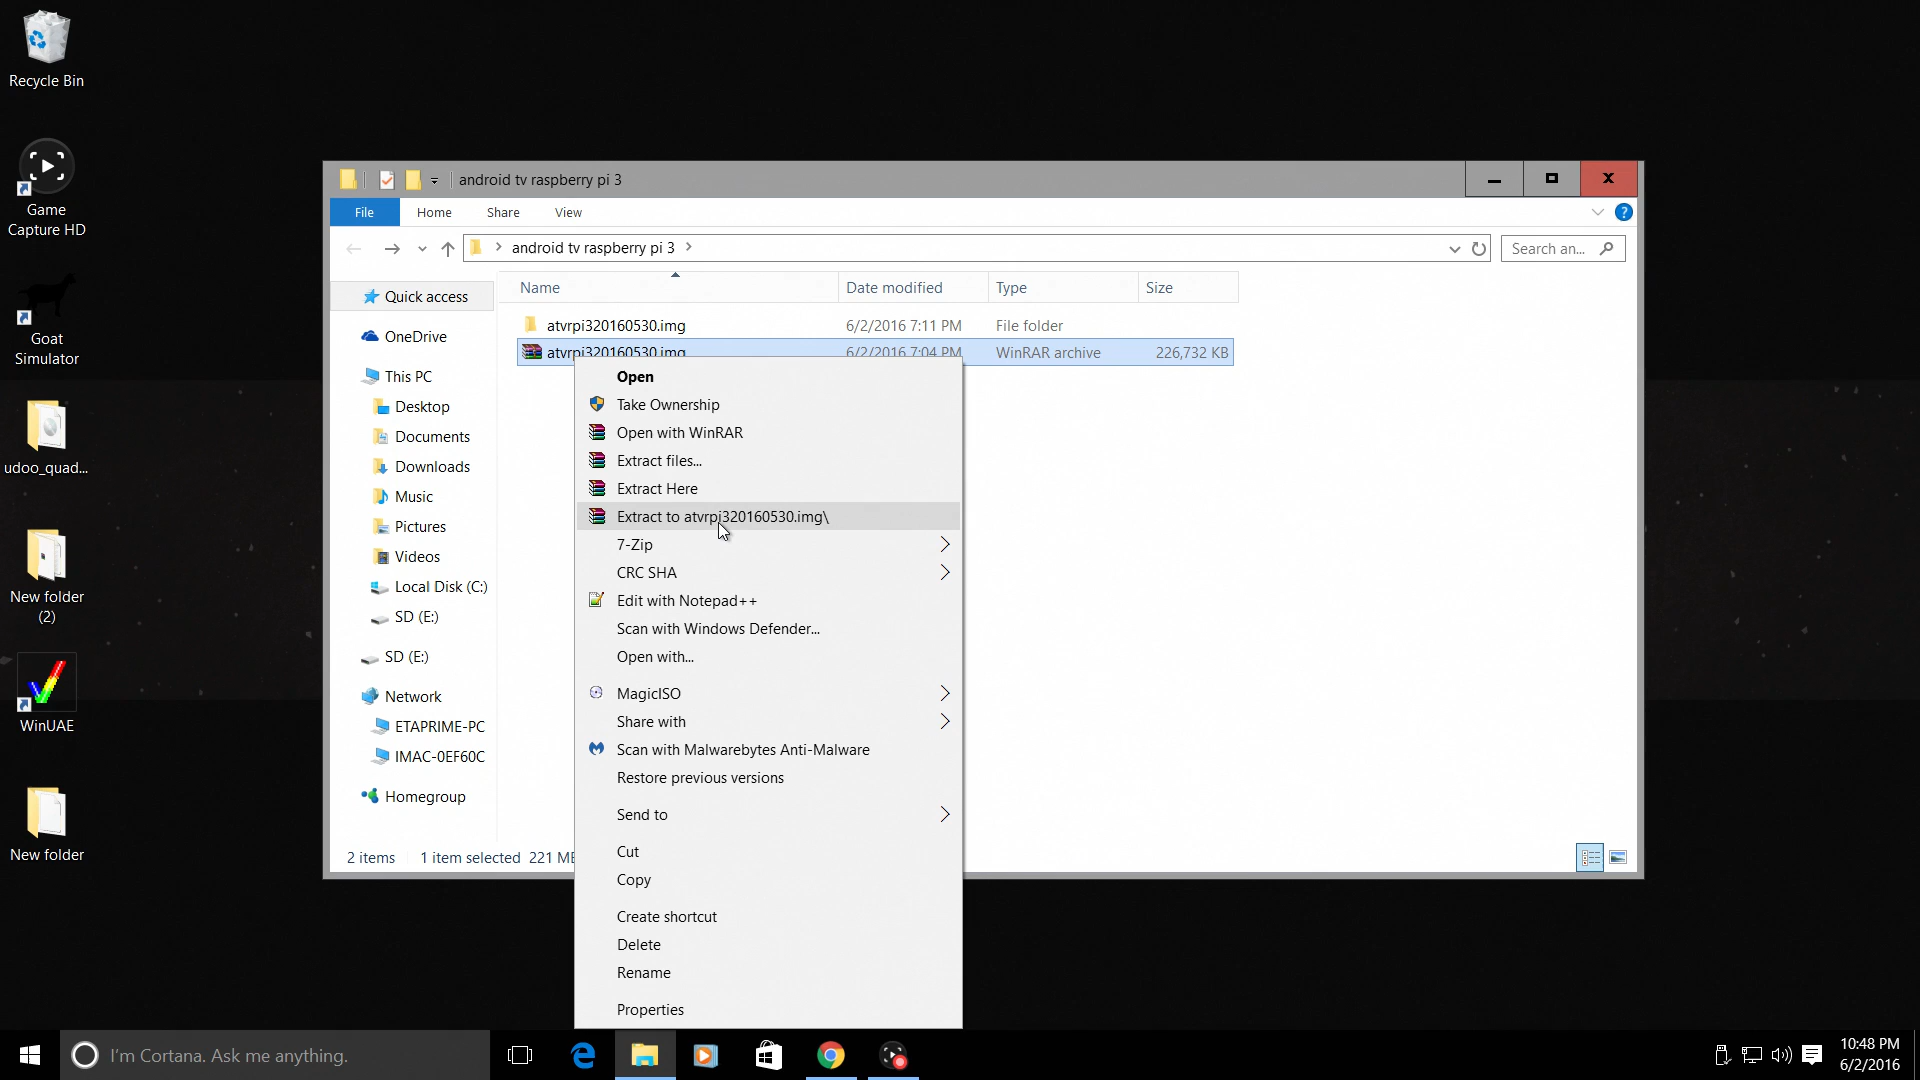 Recycle Bin
Game
Capture HD
Goat
Simulator
udoo_quad...
New folder
(2)
WinUAE
New folder
android tv raspberry pi 3
File
Home
Share
View
?
android tv raspberry pi 3
Search an...
Name
Date modified
Type
Size
atvrpi320160530.img
6/2/2016 7:11 PM
File folder
atvrpi320160530.img
6/2/2016 7:04 PM
WinRAR archive
226,732 KB
Quick access
OneDrive
This PC
Desktop
Documents
Downloads
Music
Pictures
Videos
Local Disk (C:)
SD (E:)
SD (E:)
Network
ETAPRIME-PC
IMAC-0EF60C
Homegroup
2 items
1 item selected
221 ME
Open
Take Ownership
Open with WinRAR
Extract files...
Extract Here
Extract to atvrpi320160530.img\
7-Zip
CRC SHA
Edit with Notepad++
Scan with Windows Defender...
Open with...
MagicISO
Share with
Scan with Malwarebytes Anti-Malware
Restore previous versions
Send to
Cut
Copy
Create shortcut
Delete
Rename
Properties
I'm Cortana. Ask me anything.
10:48 PM
6/2/2016